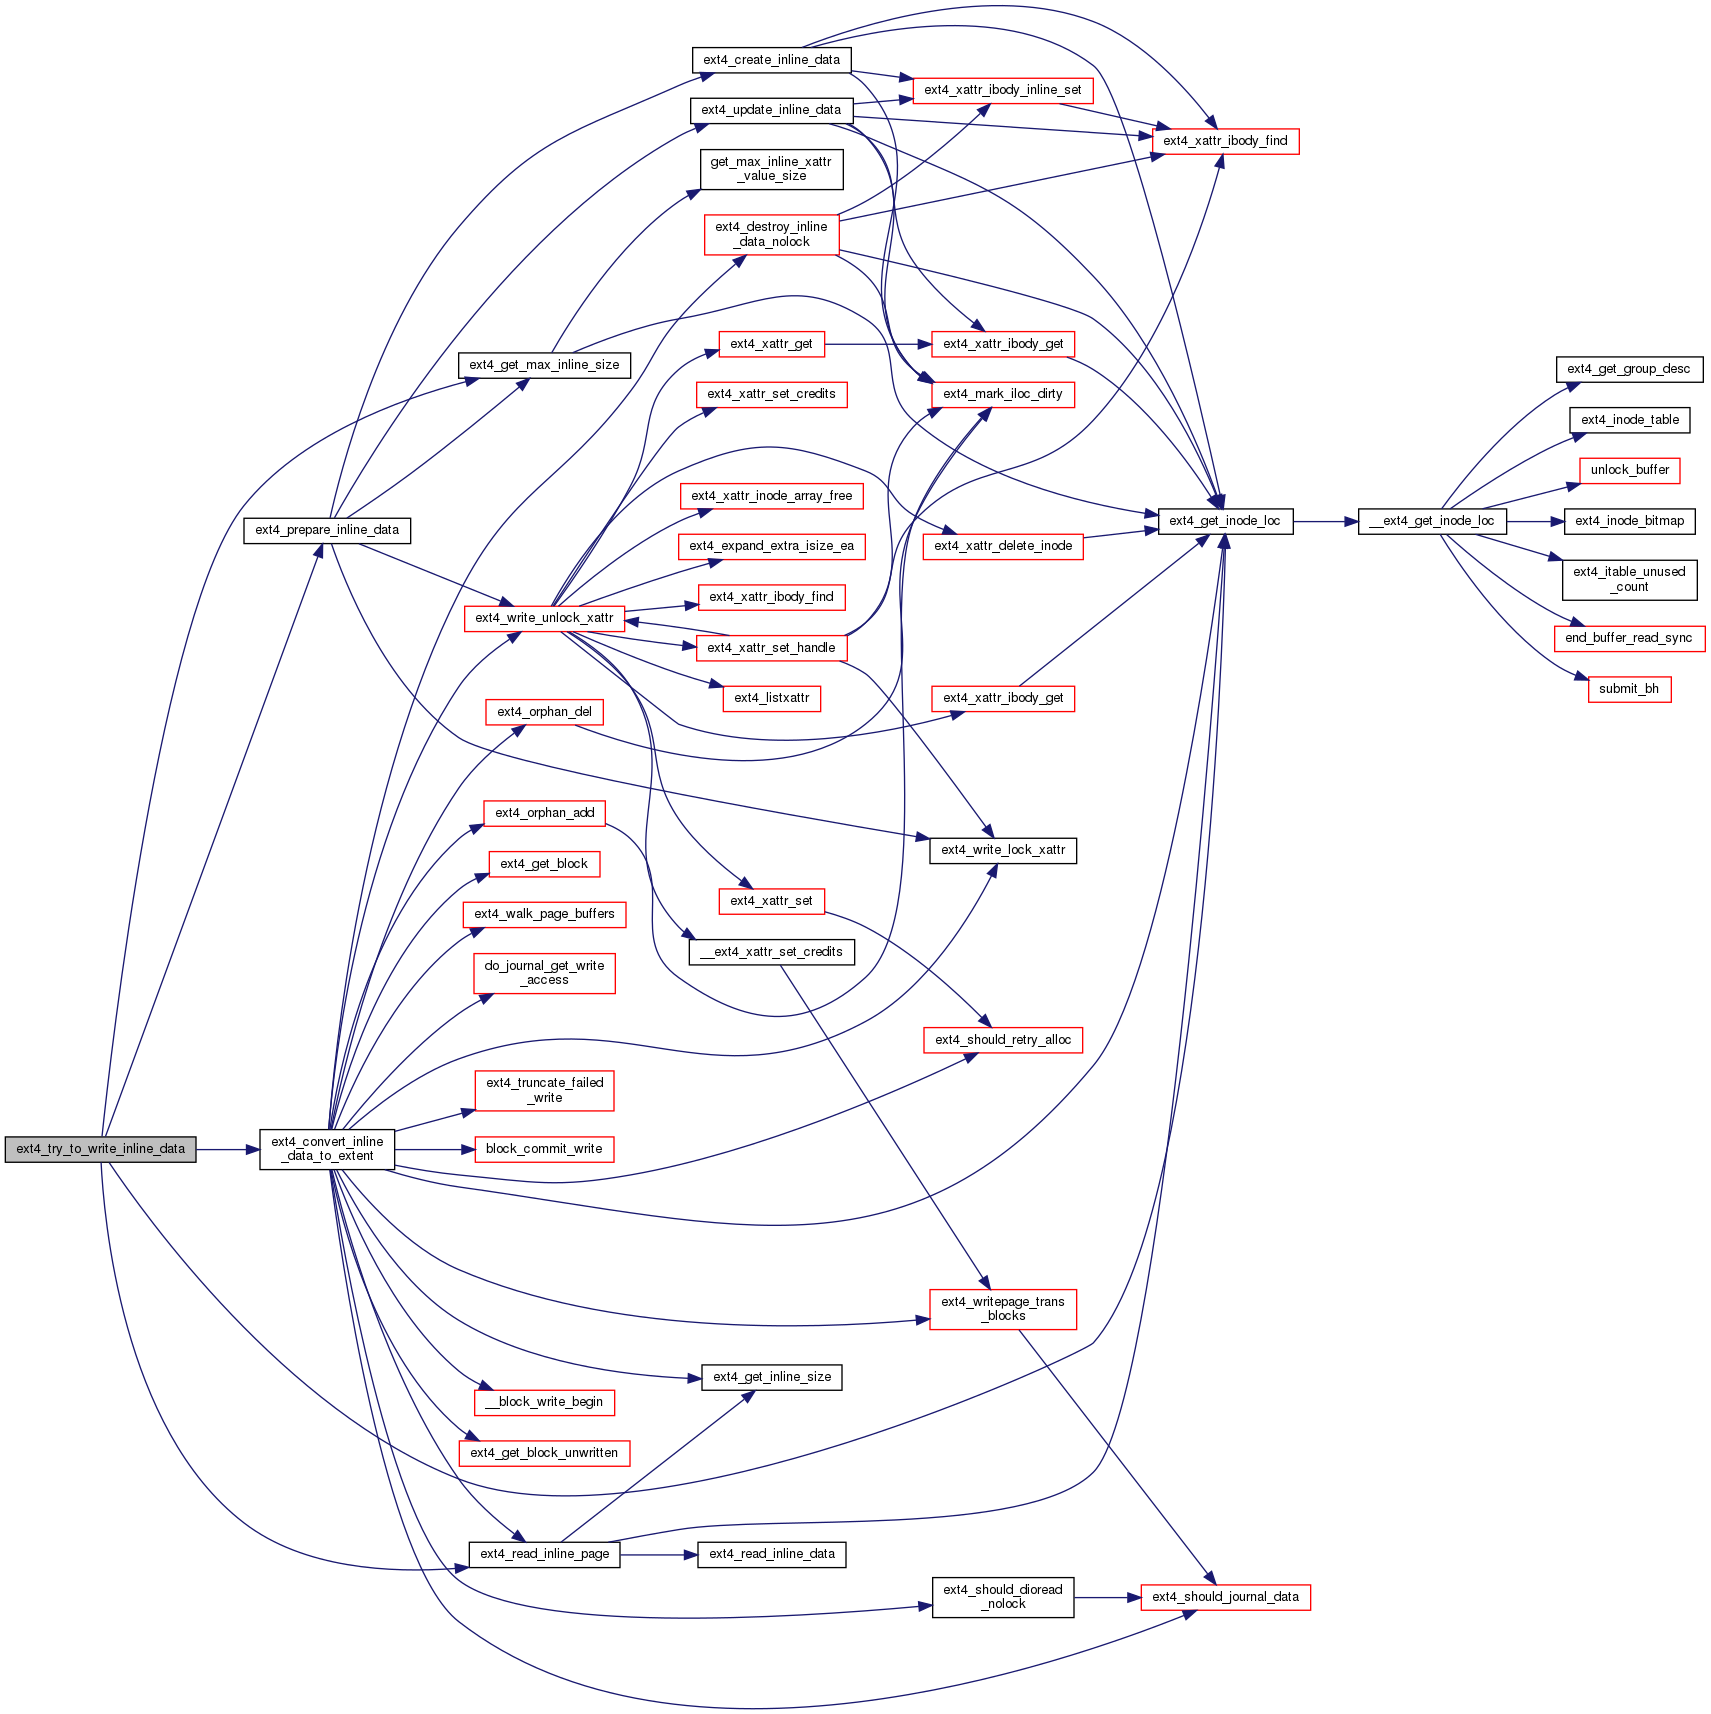 ext4_create_inline_data
ext4_xattr_ibody_inline_set
ext4_update_inline_data
ext4_xattr_ibody_find
get_max_inline_xattr
_value_size
ext4_destroy_inline
_data_nolock
ext4_xattr_get
ext4_xattr_ibody_get
ext4_get_max_inline_size
ext4_get_group_desc
ext4_xattr_set_credits
ext4_mark_iloc_dirty
ext4_inode_table
unlock_buffer
ext4_xattr_inode_array_free
ext4_prepare_inline_data
ext4_get_inode_loc
__ext4_get_inode_loc
ext4_inode_bitmap
ext4_expand_extra_isize_ea
ext4_xattr_delete_inode
ext4_itable_unused
_count
ext4_xattr_ibody_find
ext4_write_unlock_xattr
end_buffer_read_sync
ext4_xattr_set_handle
submit_bh
ext4_listxattr
ext4_xattr_ibody_get
ext4_orphan_del
ext4_orphan_add
ext4_write_lock_xattr
ext4_get_block
ext4_xattr_set
ext4_walk_page_buffers
__ext4_xattr_set_credits
do_journal_get_write
_access
ext4_should_retry_alloc
ext4_truncate_failed
_write
ext4_try_to_write_inline_data
ext4_convert_inline
_data_to_extent
block_commit_write
ext4_writepage_trans
_blocks
ext4_get_inline_size
__block_write_begin
ext4_get_block_unwritten
ext4_read_inline_page
ext4_read_inline_data
ext4_should_dioread
_nolock
ext4_should_journal_data